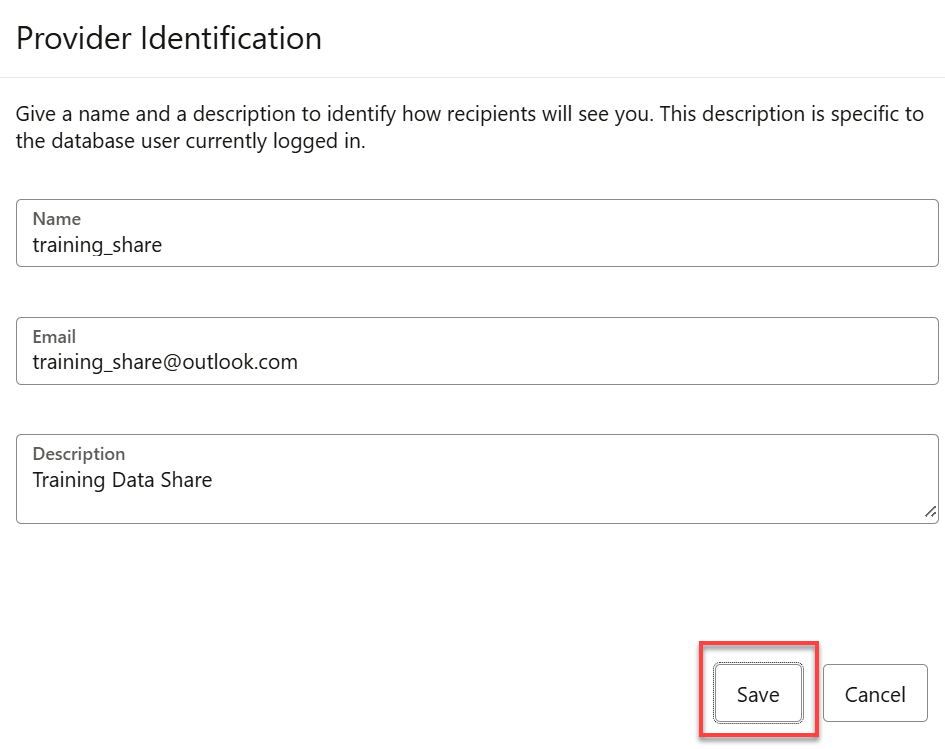 Provider Identification
Give a name and a description to identify how recipients will see you. This description is specific to
the database user currently logged in.
Name
training_share
Email
training_share@outlook.com
Description
Training Data Share
Save
Cancel